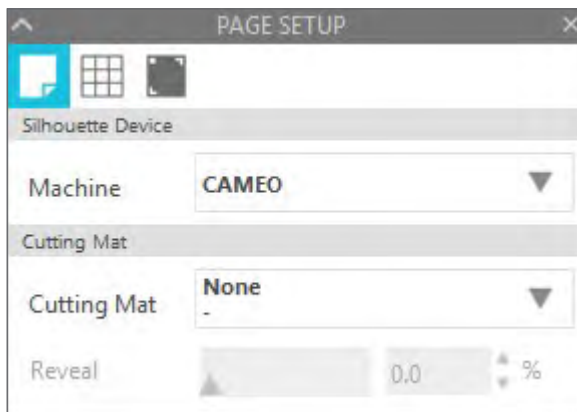 PAGE SETUP
Silhouette Device
Machine CAMEO
Cutting Mat
Cutting Mat None
-
Reveal 0.0 %